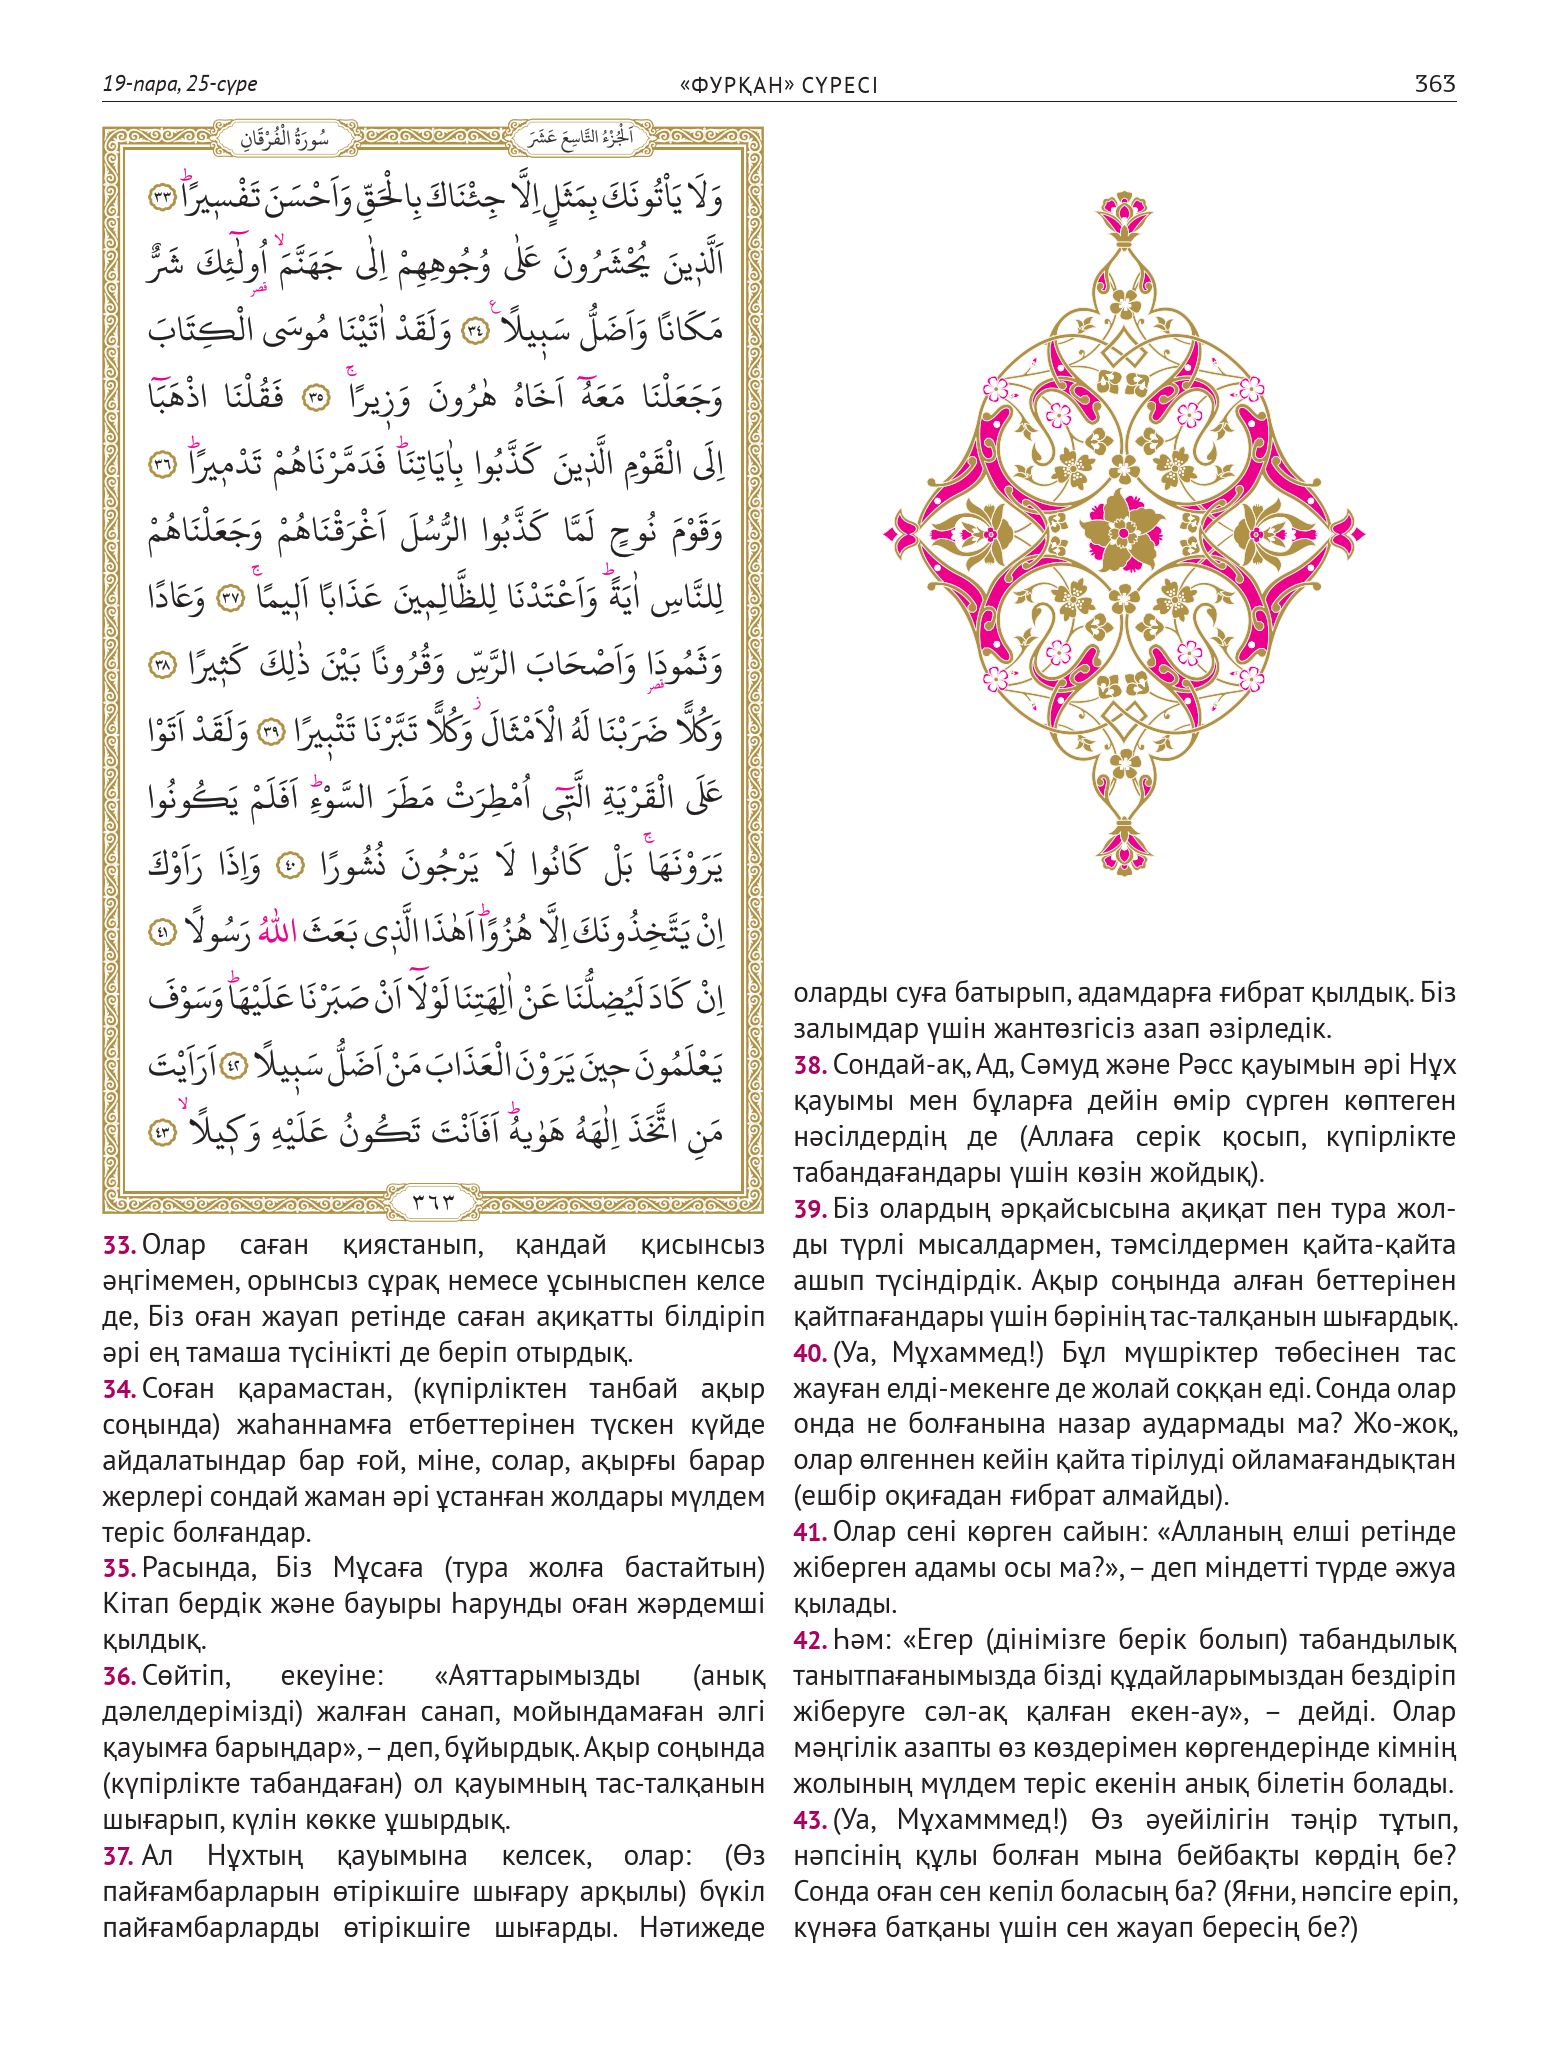 19-пара, 25-сүре
«ФУРҚАН» СҮРЕСІ
363
اَلْجُزْءُ التَّاسِعَ عَشَرَ
سُورَةُ الْفُرْقَانِ
وَلَا يَأْتُونَكَ بِمَثَلٍ اِلَّا جِئْنَاكَ بِالْحَقِّ وَاَحْسَنَ تَفْسٖيرًاؕ ﴿٣٣﴾
اَلَّذٖينَ يُحْشَرُونَ عَلٰى وُجُوهِهِمْ اِلٰى جَهَنَّمَۙ اُولٰٓئِكَ شَرٌّ
مَكَانًا وَاَضَلُّ سَبٖيلًا ﴿٣٤﴾ وَلَقَدْ اٰتَيْنَا مُوسَى الْكِتَابَ
وَجَعَلْنَا مَعَهُٓ اَخَاهُ هٰرُونَ وَزٖيرًاۚ ﴿٣٥﴾ فَقُلْنَا اذْهَبَٓا
اِلَى الْقَوْمِ الَّذٖينَ كَذَّبُوا بِاٰيَاتِنَاؕ فَدَمَّرْنَاهُمْ تَدْمٖيرًاؕ ﴿٣٦﴾
وَقَوْمَ نُوحٍ لَمَّا كَذَّبُوا الرُّسُلَ اَغْرَقْنَاهُمْ وَجَعَلْنَاهُمْ
لِلنَّاسِ اٰيَةًؕ وَاَعْتَدْنَا لِلظَّالِمٖينَ عَذَابًا اَلٖيمًاۚ ﴿٣٧﴾ وَعَادًا
وَثَمُودَا وَاَصْحَابَ الرَّسِّ وَقُرُونًا بَيْنَ ذٰلِكَ كَثٖيرًا ﴿٣٨﴾
وَكُلًّا ضَرَبْنَا لَهُ الْاَمْثَالَؗ وَكُلًّا تَبَّرْنَا تَتْبٖيرًا ﴿٣٩﴾ وَلَقَدْ اَتَوْا
عَلَى الْقَرْيَةِ الَّتٖٓى اُمْطِرَتْ مَطَرَ السَّوْءِؕ اَفَلَمْ يَكُونُوا
يَرَوْنَهَاۚ بَلْ كَانُوا لَا يَرْجُونَ نُشُورًا ﴿٤٠﴾ وَاِذَا رَاَوْكَ
اِنْ يَتَّخِذُونَكَ اِلَّا هُزُوًاؕ اَهٰذَا الَّذٖى بَعَثَ اللّٰهُ رَسُولًا ﴿٤١﴾
اِنْ كَادَ لَيُضِلُّنَا عَنْ اٰلِهَتِنَا لَوْلَٓا اَنْ صَبَرْنَا عَلَيْهَاؕ وَسَوْفَ
يَعْلَمُونَ حٖينَ يَرَوْنَ الْعَذَابَ مَنْ اَضَلُّ سَبٖيلًا ﴿٤٢﴾ اَرَاَيْتَ
مَنِ اتَّخَذَ اِلٰهَهُ هَوٰيهُؕ اَفَاَنْتَ تَكُونُ عَلَيْهِ وَكٖيلًاۙ ﴿٤٣﴾
٣٦٣
33. Олар саған қиястанып, қандай қисынсыз
әңгімемен, орынсыз сұрақ немесе ұсыныспен келсе
де, Біз оған жауап ретінде саған ақиқатты білдіріп
әрі ең тамаша түсінікті де беріп отырдық.
34. Соған қарамастан, (күпірліктен танбай ақыр
соңында) жаһаннамға етбеттерінен түскен күйде
айдалатындар бар ғой, міне, солар, ақырғы барар
жерлері сондай жаман әрі ұстанған жолдары мүлдем
теріс болғандар.
35. Расында, Біз Мұсаға (тура жолға бастайтын)
Кітап бердік және бауыры Һарунды оған жәрдемші
қылдық.
36. Сөйтіп, екеуіне: «Аяттарымызды (анық
дәлелдерімізді) жалған санап, мойындамаған әлгі
қауымға барыңдар», – деп, бұйырдық. Ақыр соңында
(күпірлікте табандаған) ол қауымның тас-талқанын
шығарып, күлін көкке ұшырдық.
37. Ал Нұхтың қауымына келсек, олар: (Өз
пайғамбарларын өтірікшіге шығару арқылы) бүкіл
пайғамбарларды өтірікшіге шығарды. Нәтижеде
оларды суға батырып, адамдарға ғибрат қылдық. Біз
залымдар үшін жантөзгісіз азап әзірледік.
38. Сондай-ақ, Ад, Сәмуд және Рәсс қауымын әрі Нұх
қауымы мен бұларға дейін өмір сүрген көптеген
нәсілдердің де (Аллаға серік қосып, күпірлікте
табандағандары үшін көзін жойдық).
39. Біз олардың әрқайсысына ақиқат пен тура жол-
ды түрлі мысалдармен, тәмсілдермен қайта-қайта
ашып түсіндірдік. Ақыр соңында алған беттерінен
қайтпағандары үшін бәрінің тас-талқанын шығардық.
40. (Уа, Мұхаммед!) Бұл мүшріктер төбесінен тас
жауған елді-мекенге де жолай соққан еді. Сонда олар
онда не болғанына назар аудармады ма? Жо-жоқ,
олар өлгеннен кейін қайта тірілуді ойламағандықтан
(ешбір оқиғадан ғибрат алмайды).
41. Олар сені көрген сайын: «Алланың елші ретінде
жіберген адамы осы ма?», – деп міндетті түрде әжуа
қылады.
42. Һәм: «Егер (дінімізге берік болып) табандылық
танытпағанымызда бізді құдайларымыздан бездіріп
жіберуге сәл-ақ қалған екен-ау», – дейді. Олар
мәңгілік азапты өз көздерімен көргендерінде кімнің
жолының мүлдем теріс екенін анық білетін болады.
43. (Уа, Мұхамммед!) Өз әуейілігін тәңір тұтып,
нәпсінің құлы болған мына бейбақты көрдің бе?
Сонда оған сен кепіл боласың ба? (Яғни, нәпсіге еріп,
күнәға батқаны үшін сен жауап бересің бе?)